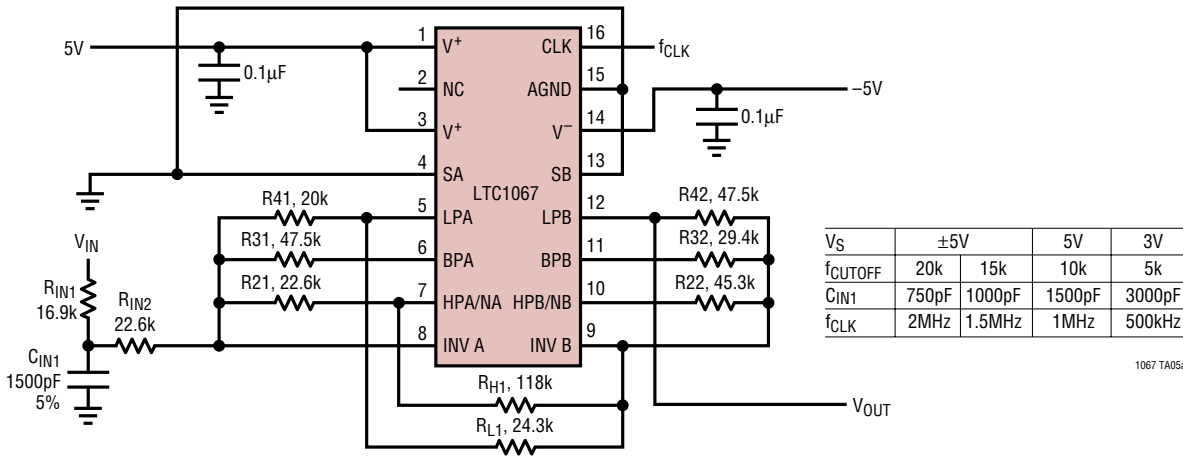 5V
0.1µF
1
V+
2
NC
3
V+
4
SA
5
LPA
6
BPA
7
HPA/NA
8
INV A
LTC1067
16
CLK
fCLK
15
AGND
14
V−
−5V
0.1µF
13
SB
12
LPB
11
BPB
10
HPB/NB
9
INV B
R41, 20k
R31, 47.5k
R21, 22.6k
R42, 47.5k
R32, 29.4k
R22, 45.3k
VIN
RIN1
16.9k
RIN2
22.6k
CIN1
1500pF
5%
RH1, 118k
RL1, 24.3k
VOUT
VS ±5V 5V 3V
fCUTOFF 20k 15k 10k 5k
CIN1 750pF 1000pF 1500pF 3000pF
fCLK 2MHz 1.5MHz 1MHz 500kHz
1067 TA05a